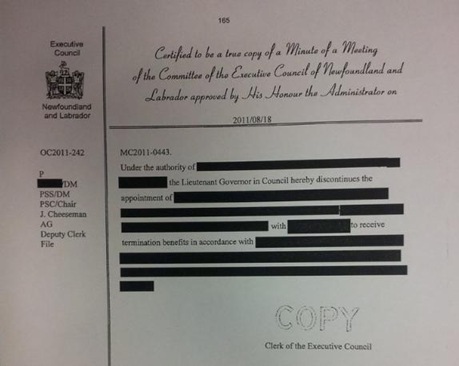 165
Executive
Council
Newfoundland
and Labrador
Certified to be a true copy of a Minute of a Meeting
of the Committee of the Executive Council of Newfoundland and
Labrador approved by His Honour the Administrator on
2011/08/18
OC2011-242
MC2011-0443.
P
/DM
PSS/DM
PSC/Chair
J. Cheeseman
AG
Deputy Clerk
File
Under the authority of
the Lieutenant Governor in Council hereby discontinues the
appointment of
with to receive
termination benefits in accordance with
COPY
Clerk of the Executive Council